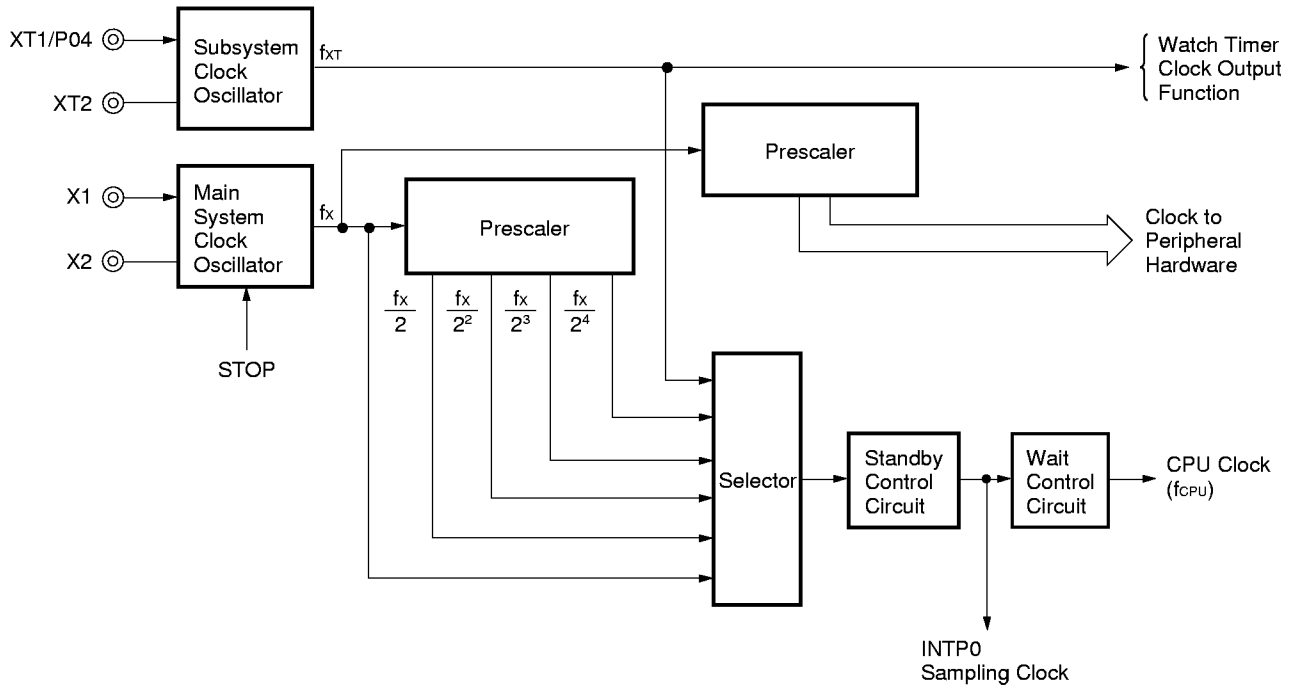 XT1/P04
XT2
Subsystem
Clock
Oscillator
fXT
Watch Timer
Clock Output
Function
Prescaler
X1
X2
Main
System
Clock
Oscillator
fX
Prescaler
Clock to
Peripheral
Hardware
fX
2
fX
2²
fX
2³
fX
2⁴
STOP
Selector
Standby
Control
Circuit
Wait
Control
Circuit
CPU Clock
(fCPU)
INTP0
Sampling Clock